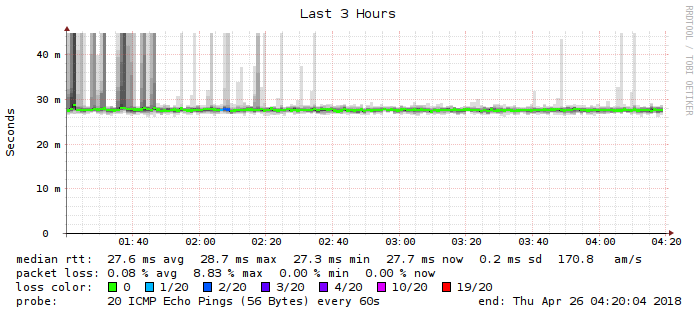 Last 3 Hours
RRDTOOL / TOBI OETIKER
Seconds
40 m
30 m
20 m
10 m
0
01:40 02:00 02:20 02:40 03:00 03:20 03:40 04:00 04:20
median rtt: 27.6 ms avg 28.7 ms max 27.3 ms min 27.7 ms now 0.2 ms sd 170.8 am/s
packet loss: 0.08 % avg 8.83 % max 0.00 % min 0.00 % now
loss color: 0 1/20 2/20 3/20 4/20 10/20 19/20
probe: 20 ICMP Echo Pings (56 Bytes) every 60s end: Thu Apr 26 04:20:04 2018